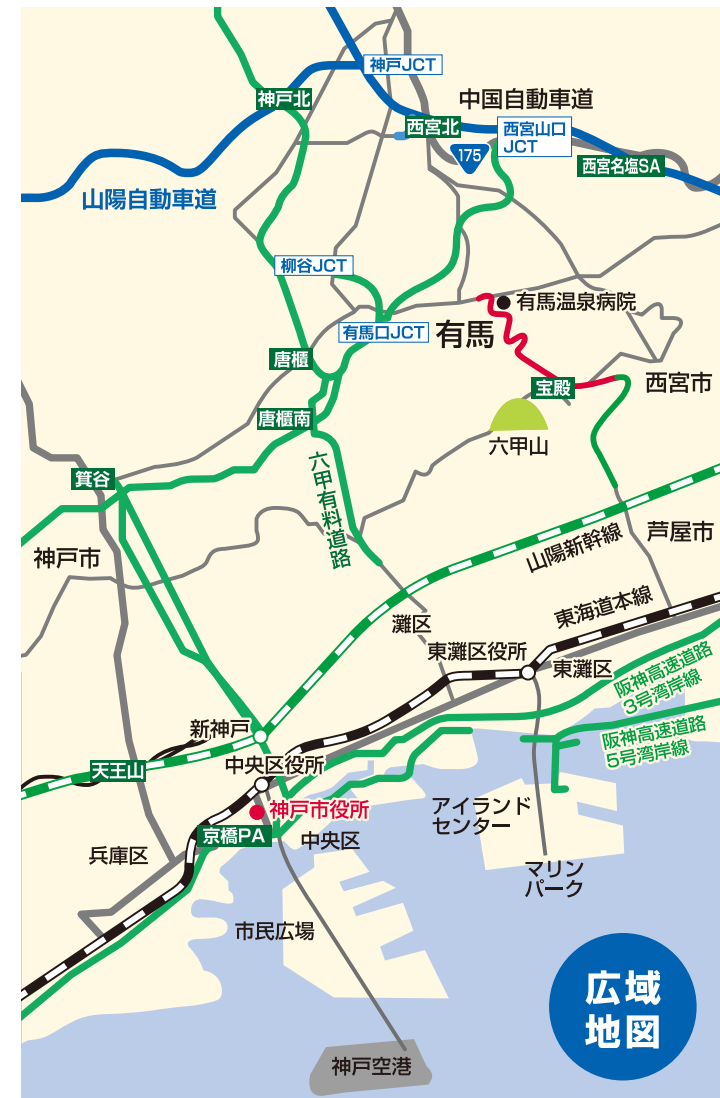 神戸JCT
神戸北
中国自動車道
西宮北
西宮山口
JCT
175
西宮名塩SA
山陽自動車道
柳谷JCT
有馬温泉病院
有馬口JCT
有馬
唐櫃
宝殿
西宮市
唐櫃南
六甲山
六甲有料道路
箕谷
神戸市
山陽新幹線
芦屋市
東海道本線
灘区
東灘区役所
東灘区
阪神高速道路
3号湾岸線
新神戸
阪神高速道路
5号湾岸線
天王山
中央区役所
神戸市役所
アイランド
センター
京橋PA
中央区
兵庫区
マリン
パーク
市民広場
広域
地図
神戸空港